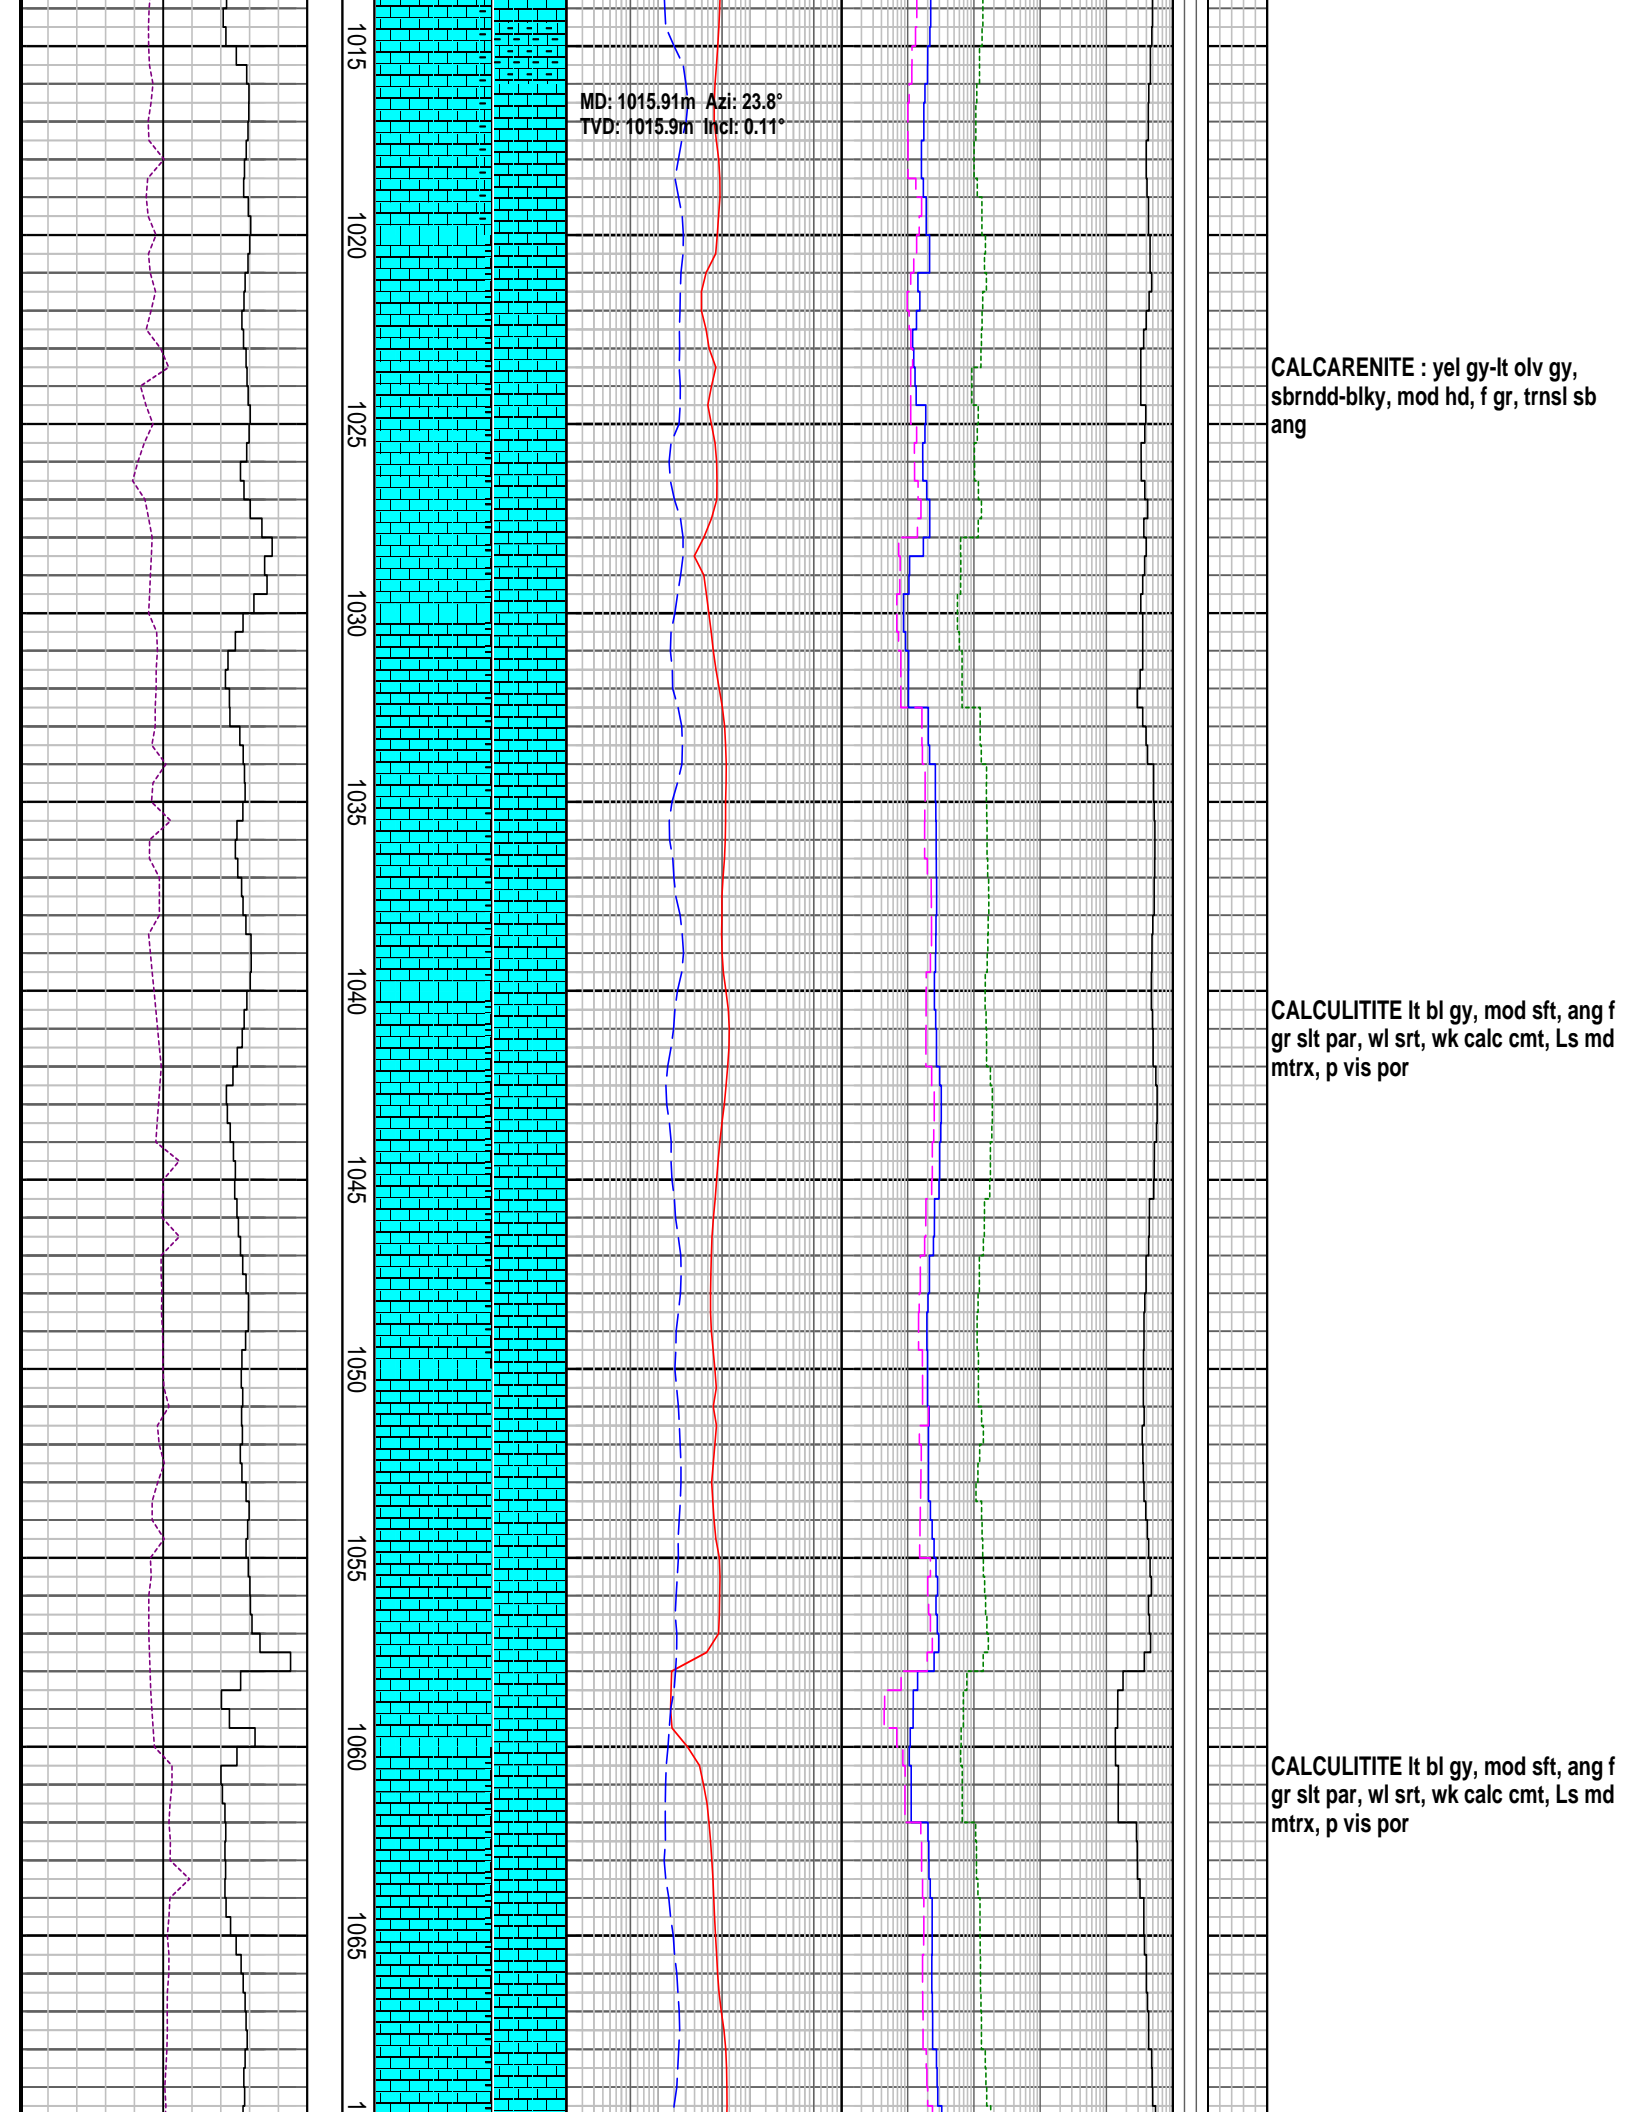 1015
MD: 1015.91m Azi: 23.8°
TVD: 1015.9m Incl: 0.11°
1020
CALCARENITE : yel gy-lt olv gy,
sbrndd-blky, mod hd, f gr, trnsl sb
ang
1025
1030
1035
1040
CALCULITITE lt bl gy, mod sft, ang f
gr slt par, wl srt, wk calc cmt, Ls md
mtrx, p vis por
1045
1050
1055
1060
CALCULITITE lt bl gy, mod sft, ang f
gr slt par, wl srt, wk calc cmt, Ls md
mtrx, p vis por
1065
1